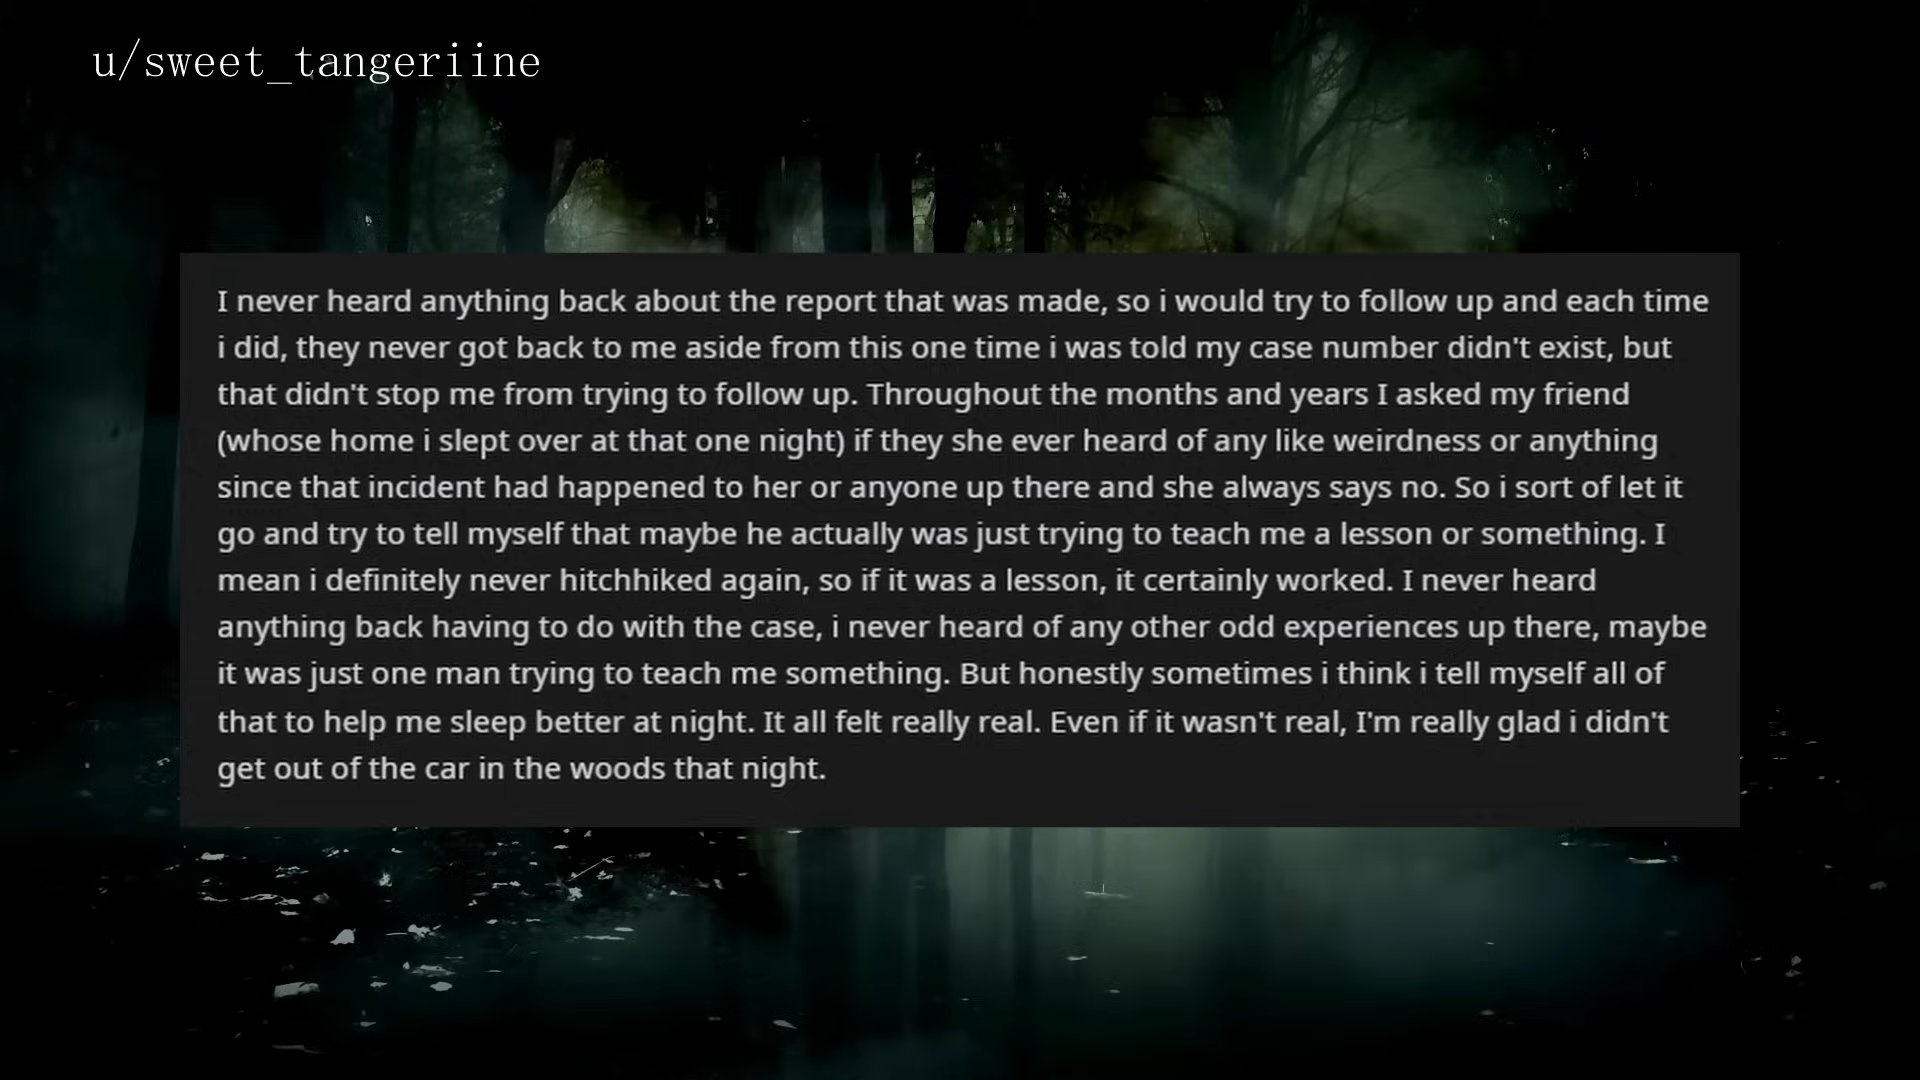 u/sweet_tangeriine
I never heard anything back about the report that was made, so i would try to follow up and each time
i did, they never got back to me aside from this one time i was told my case number didn't exist, but
that didn't stop me from trying to follow up. Throughout the months and years I asked my friend
(whose home i slept over at that one night) if they she ever heard of any like weirdness or anything
since that incident had happened to her or anyone up there and she always says no. So i sort of let it
go and try to tell myself that maybe he actually was just trying to teach me a lesson or something. I
mean i definitely never hitchhiked again, so if it was a lesson, it certainly worked. I never heard
anything back having to do with the case, i never heard of any other odd experiences up there, maybe
it was just one man trying to teach me something. But honestly sometimes i think i tell myself all of
that to help me sleep better at night. It all felt really real. Even if it wasn't real, I'm really glad i didn't
get out of the car in the woods that night.